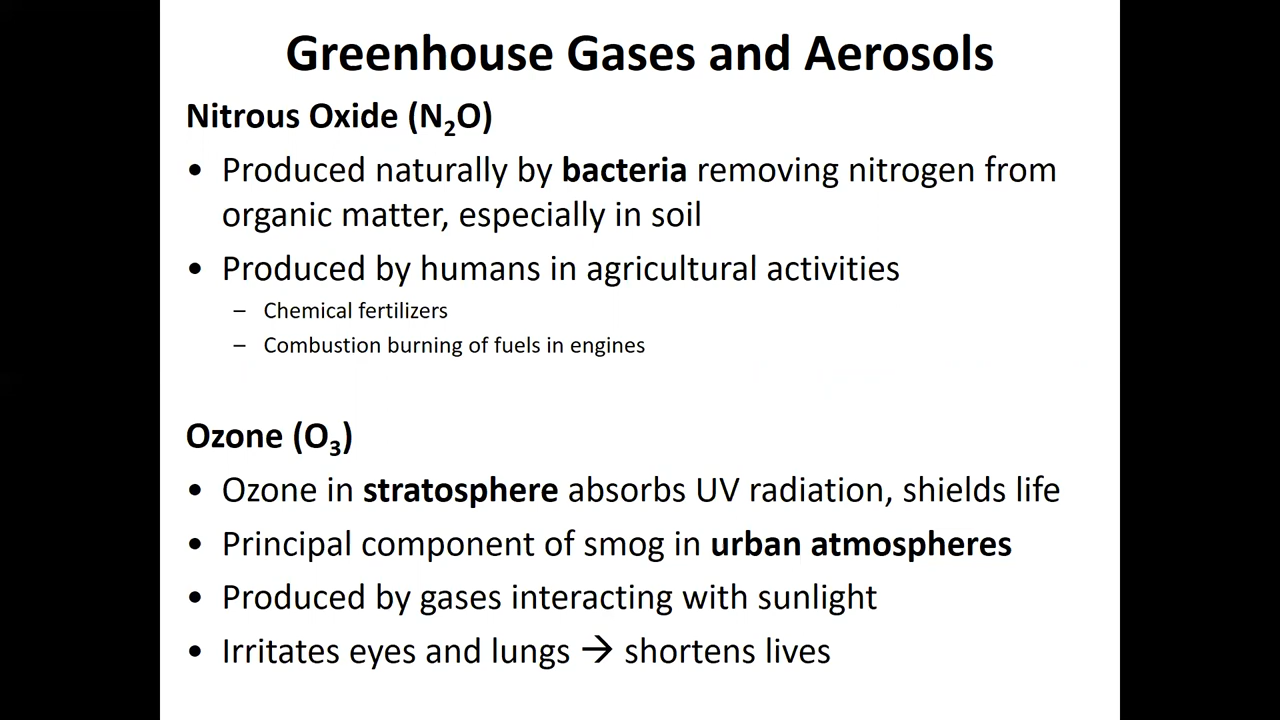 Greenhouse Gases and Aerosols
Nitrous Oxide (N₂O)
• Produced naturally by bacteria removing nitrogen from
organic matter, especially in soil
• Produced by humans in agricultural activities
– Chemical fertilizers
– Combustion burning of fuels in engines
Ozone (O₃)
• Ozone in stratosphere absorbs UV radiation, shields life
• Principal component of smog in urban atmospheres
• Produced by gases interacting with sunlight
• Irritates eyes and lungs → shortens lives